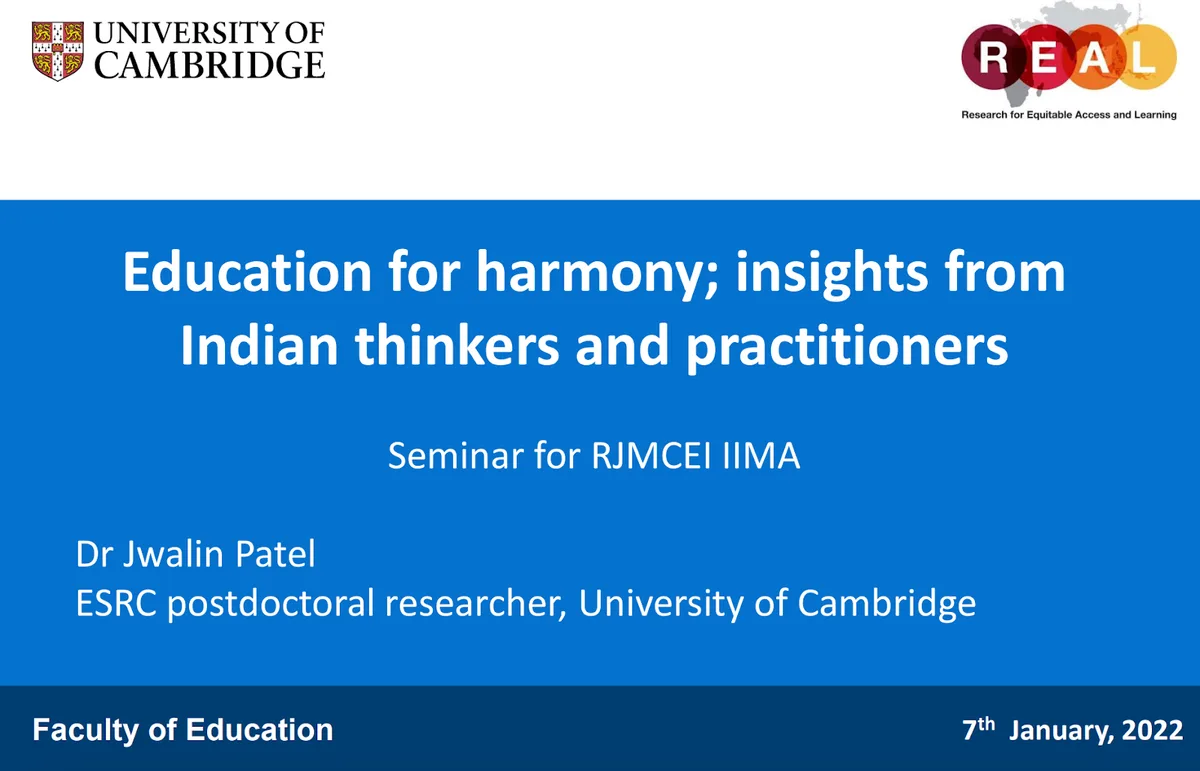 UNIVERSITY OF
CAMBRIDGE
REAL
Research for Equitable Access and Learning
Education for harmony; insights from
Indian thinkers and practitioners
Seminar for RJMCEI IIMA
Dr Jwalin Patel
ESRC postdoctoral researcher, University of Cambridge
Faculty of Education
7th January, 2022